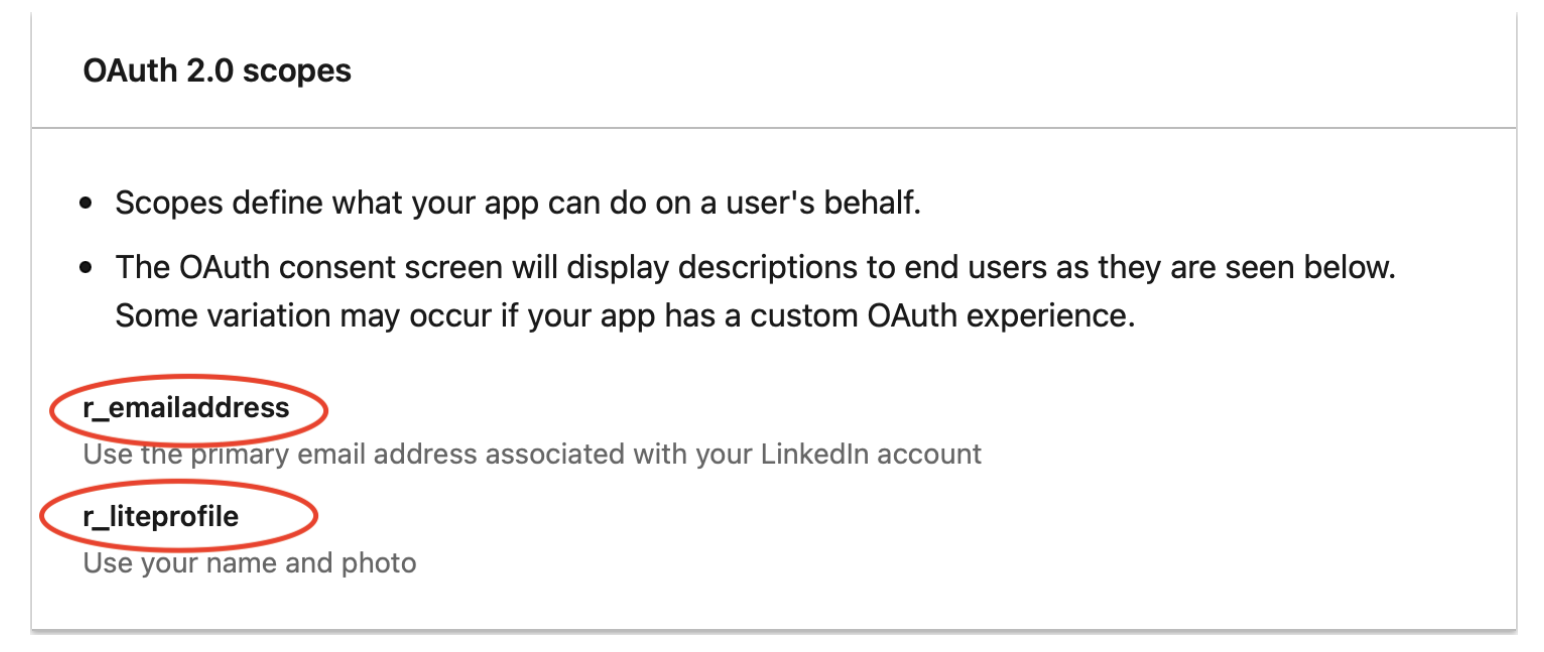 OAuth 2.0 scopes
• Scopes define what your app can do on a user's behalf.
• The OAuth consent screen will display descriptions to end users as they are seen below.
Some variation may occur if your app has a custom OAuth experience.
r_emailaddress
Use the primary email address associated with your LinkedIn account
r_liteprofile
Use your name and photo